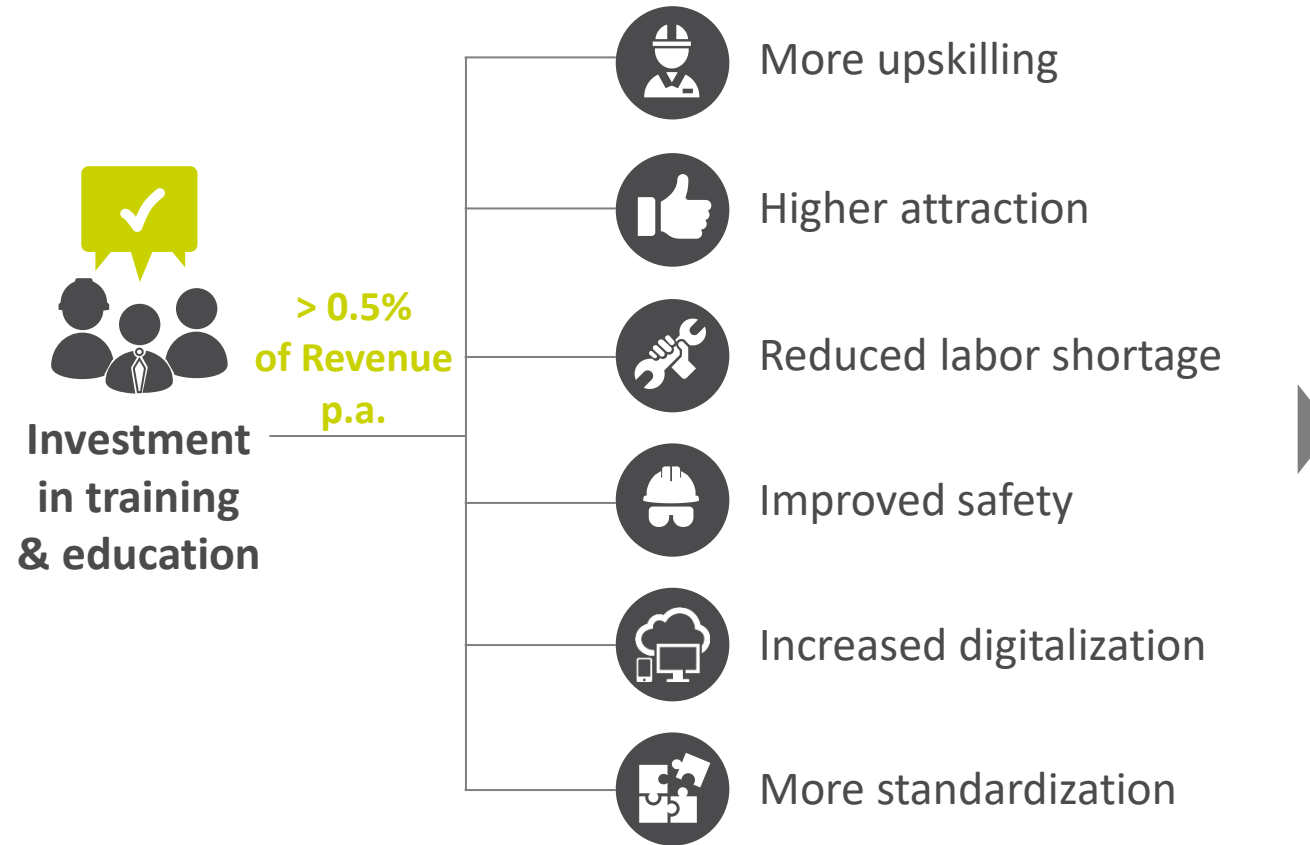 Investment
in training
& education
> 0.5%
of Revenue
p.a.
More upskilling
Higher attraction
Reduced labor shortage
Improved safety
Increased digitalization
More standardization